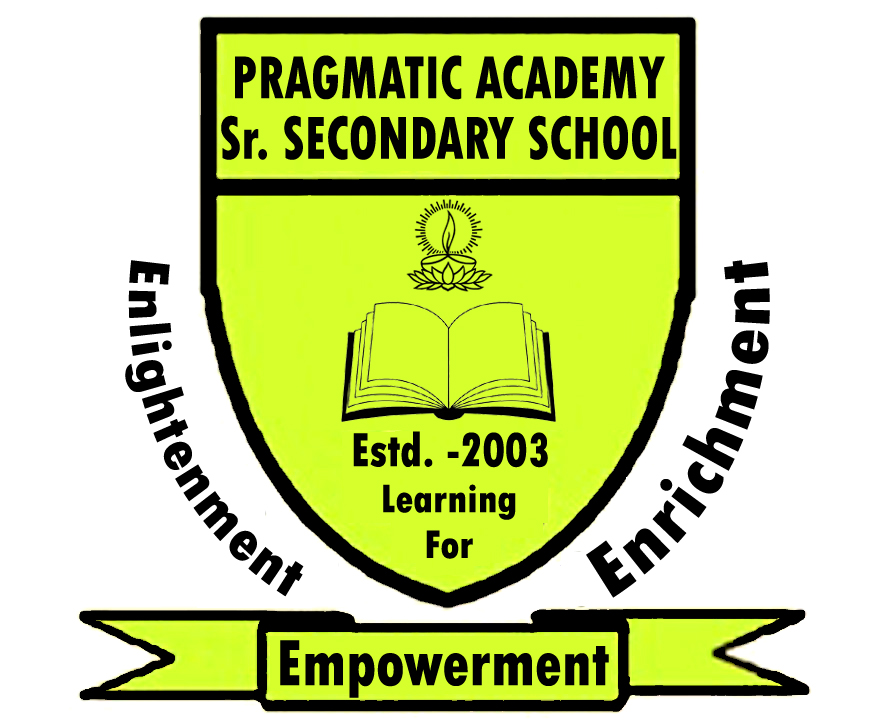 PRAGMATIC ACADEMY
Sr. SECONDARY SCHOOL
Estd. -2003
Learning
For
Enlightenment
Enrichment
Empowerment